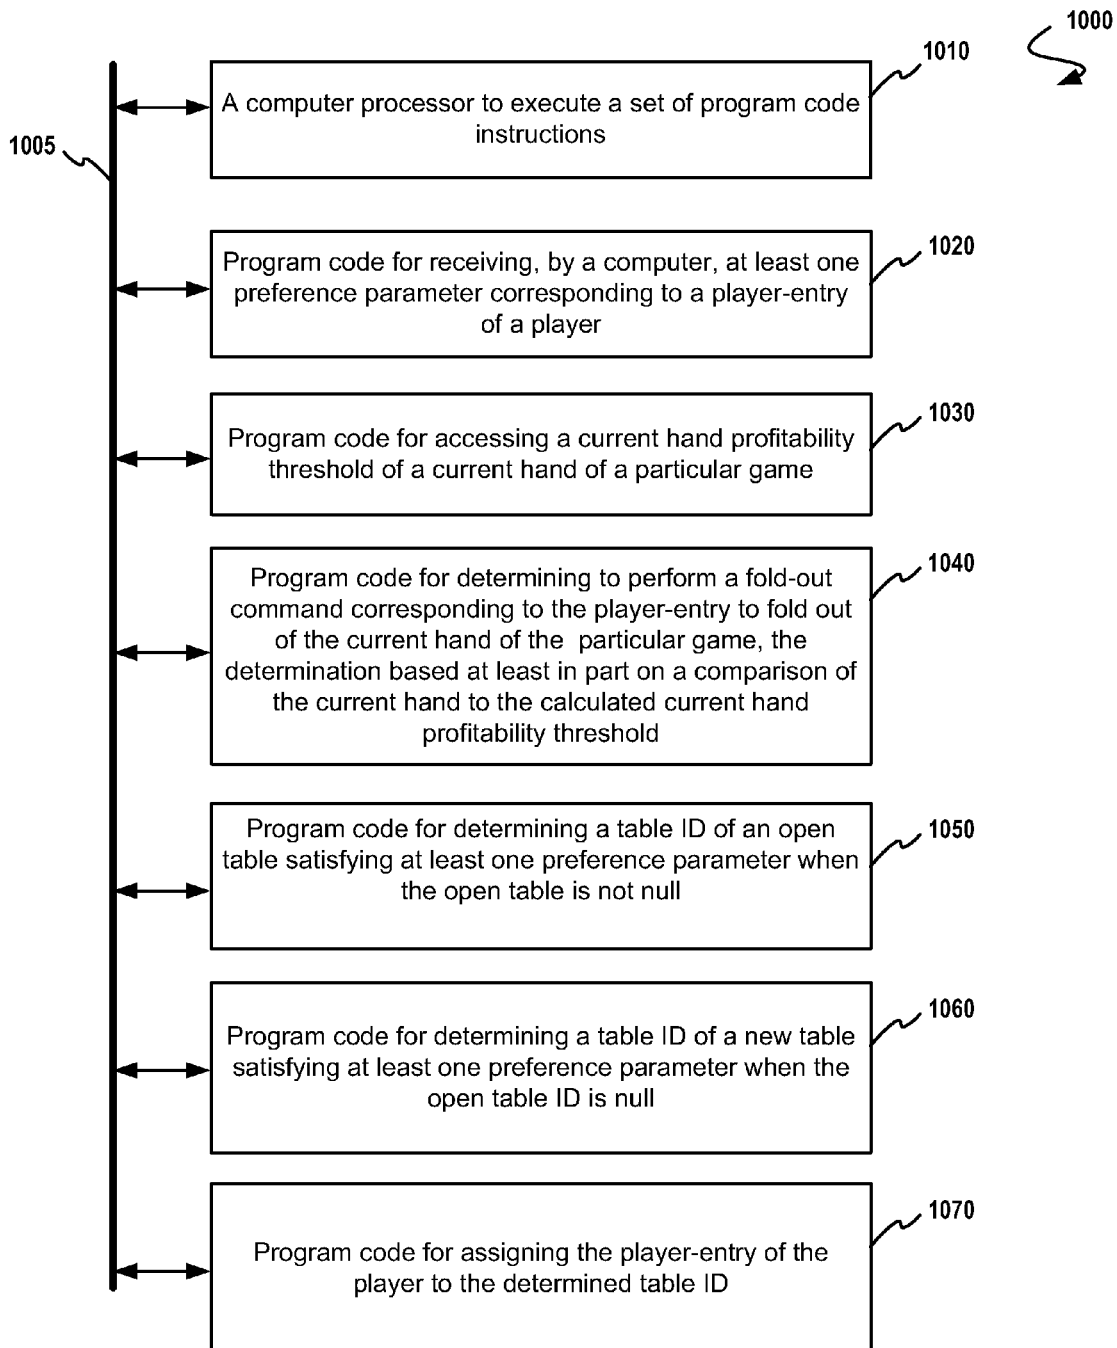 1000
1010
A computer processor to execute a set of program code
instructions
1005
1020
Program code for receiving, by a computer, at least one
preference parameter corresponding to a player-entry
of a player
1030
Program code for accessing a current hand profitability
threshold of a current hand of a particular game
1040
Program code for determining to perform a fold-out
command corresponding to the player-entry to fold out
of the current hand of the particular game, the
determination based at least in part on a comparison of
the current hand to the calculated current hand
profitability threshold
1050
Program code for determining a table ID of an open
table satisfying at least one preference parameter when
the open table is not null
1060
Program code for determining a table ID of a new table
satisfying at least one preference parameter when the
open table ID is null
1070
Program code for assigning the player-entry of the
player to the determined table ID